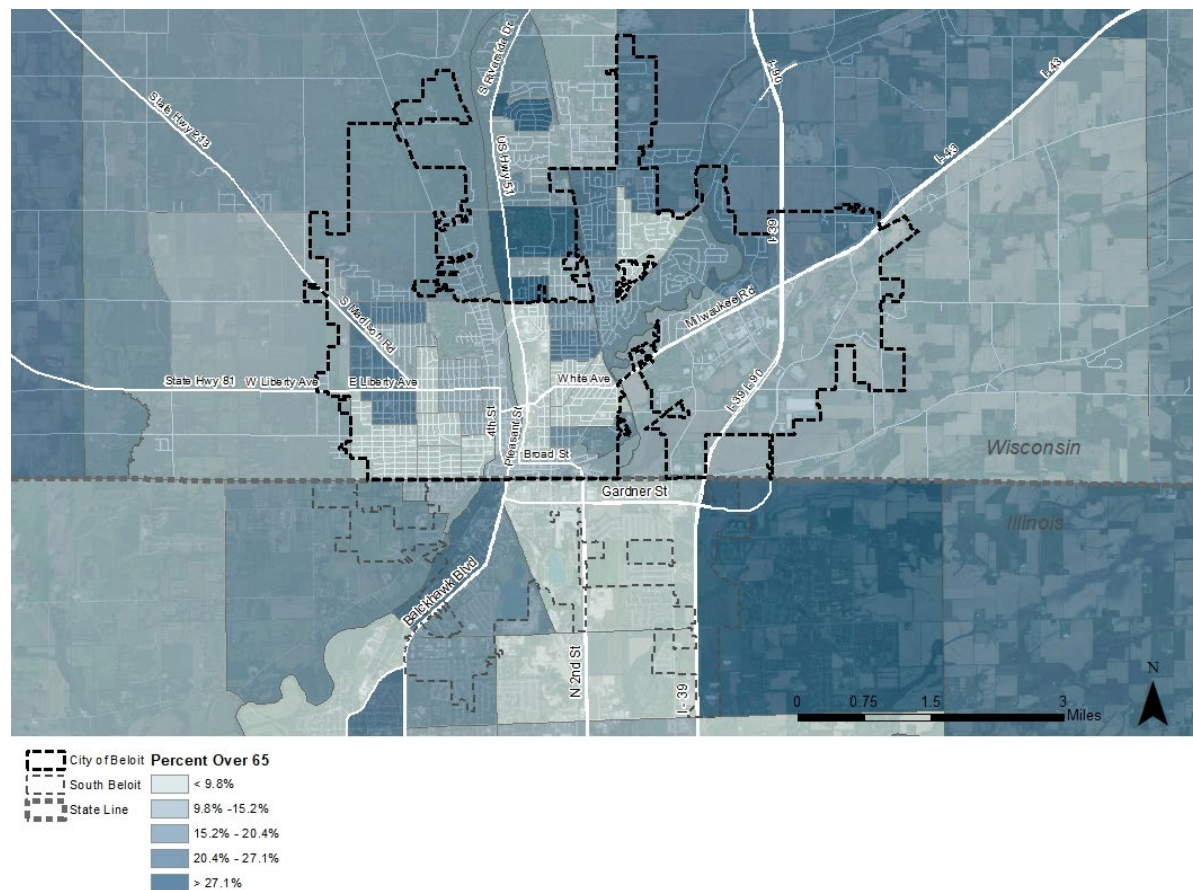 S Riverside Dr
I-90
I-43
State Hwy 213
US Hwy 51
I-43
I-39
S Madison Rd
Milwaukee Rd
State Hwy 81
W Liberty Ave
E Liberty Ave
White Ave
4th St
Pleasant St
I-39, I-90
Broad St
Wisconsin
Gardner St
Illinois
Balckhawk Blvd
N 2nd St
I - 39
N
0 0.75 1.5 3
Miles
City of Beloit
South Beloit
State Line
Percent Over 65
< 9.8%
9.8% -15.2%
15.2% - 20.4%
20.4% - 27.1%
> 27.1%